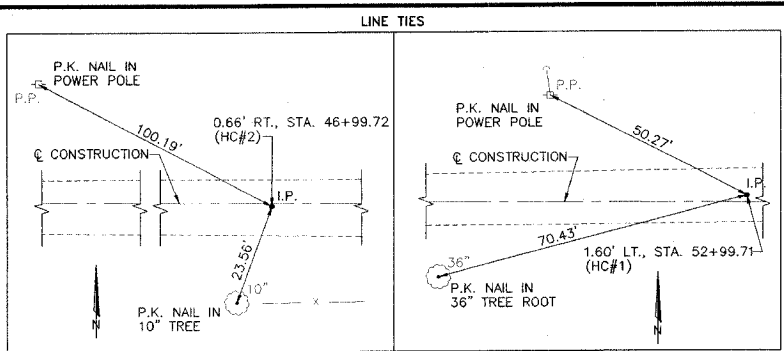 LINE TIES
P.K. NAIL IN
POWER POLE
P.P.
100.19'
0.66' RT., STA. 46+99.72
(HC#2)
℄ CONSTRUCTION
I.P.
23.56'
10"
P.K. NAIL IN
10" TREE
X
N
P.P.
P.K. NAIL IN
POWER POLE
50.27'
℄ CONSTRUCTION
I.P.
70.43'
1.60' LT., STA. 52+99.71
(HC#1)
36"
P.K. NAIL IN
36" TREE ROOT
N